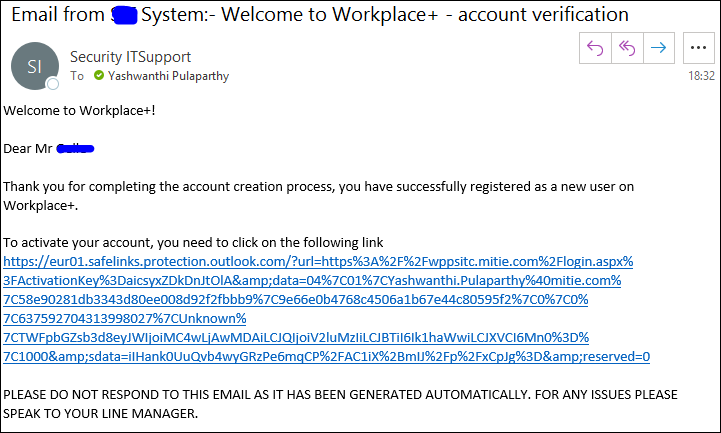 Email from System:- Welcome to Workplace+ - account verification
SI
Security ITSupport
To Yashwanthi Pulaparthy
18:32
Welcome to Workplace+!
Dear Mr
Thank you for completing the account creation process, you have successfully registered as a new user on
Workplace+.
To activate your account, you need to click on the following link
https://eur01.safelinks.protection.outlook.com/?url=https%3A%2F%2Fwppsitc.mitie.com%2Flogin.aspx%
3FActivationKey%3DaicsyxZDkDnJtOlA&amp;data=04%7C01%7CYashwanthi.Pulaparthy%40mitie.com%
7C58e90281db3343d80ee008d92f2fbbb9%7C9e66e0b4768c4506a1b67e44c80595f2%7C0%7C0%
7C637592704313998027%7CUnknown%
7CTWFpbGZsb3d8eyJWIjoiMC4wLjAwMDAiLCJQIjoiV2luMzIiLCJBTiI6Ik1haWwiLCJXVCI6Mn0%3D%
7C1000&amp;sdata=iIHank0UuQvb4wyGRzPe6mqCP%2FAC1iX%2BmIJ%2Fp%2FxCpJg%3D&amp;reserved=0
PLEASE DO NOT RESPOND TO THIS EMAIL AS IT HAS BEEN GENERATED AUTOMATICALLY. FOR ANY ISSUES PLEASE
SPEAK TO YOUR LINE MANAGER.